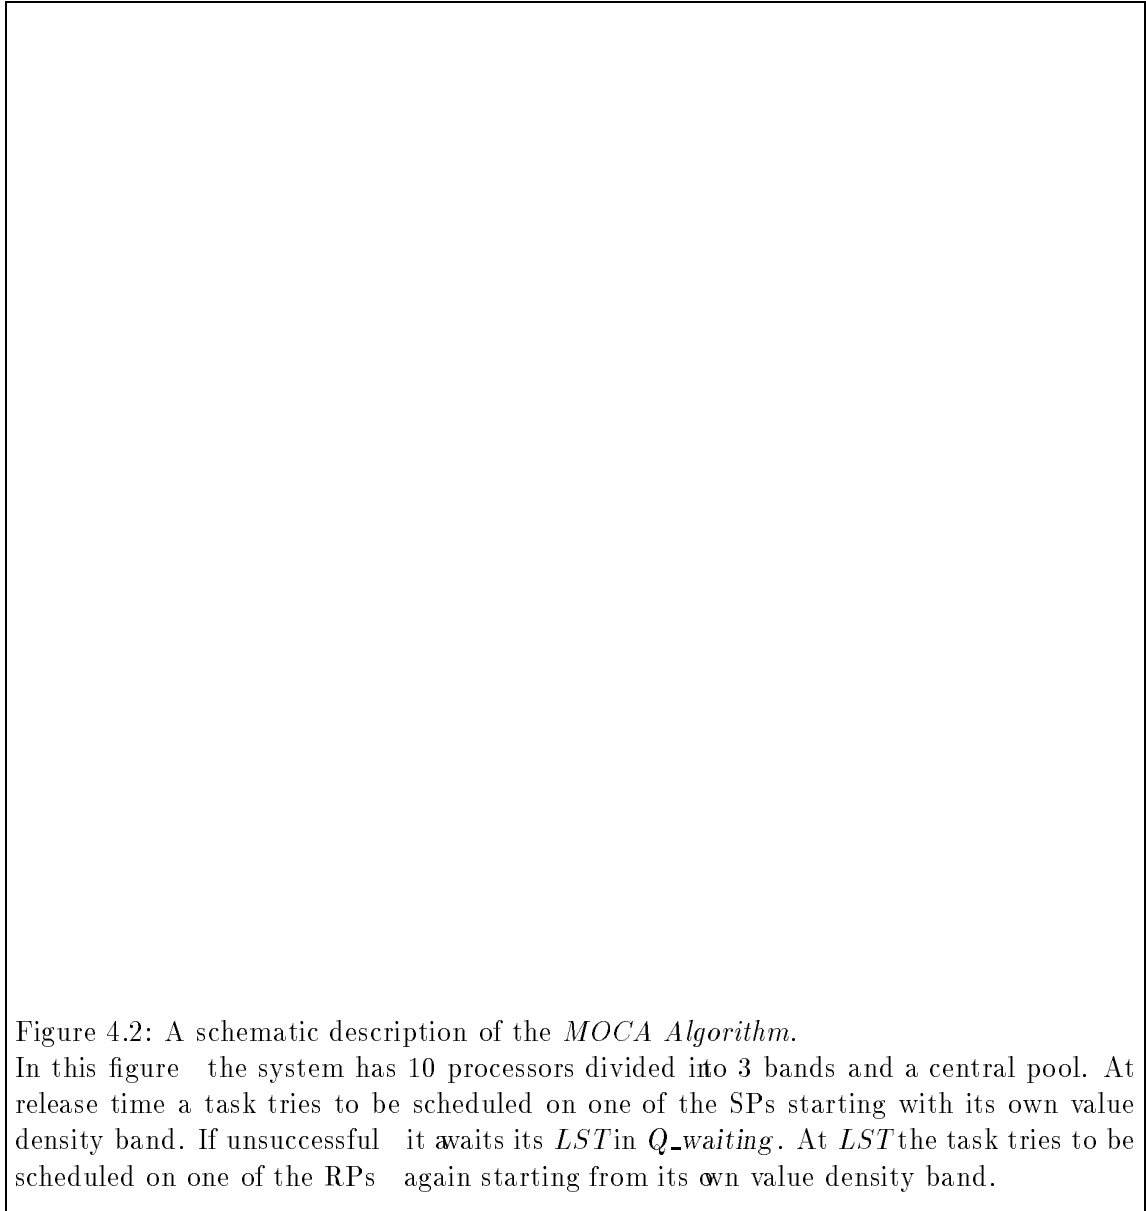 Figure 4.2: A schematic description of the MOCA Algorithm.
In this figure the system has 10 processors divided into 3 bands and a central pool. At
release time a task tries to be scheduled on one of the SPs starting with its own value
density band. If unsuccessful it awaits its LST in Q_waiting. At LST the task tries to be
scheduled on one of the RPs again starting from its own value density band.